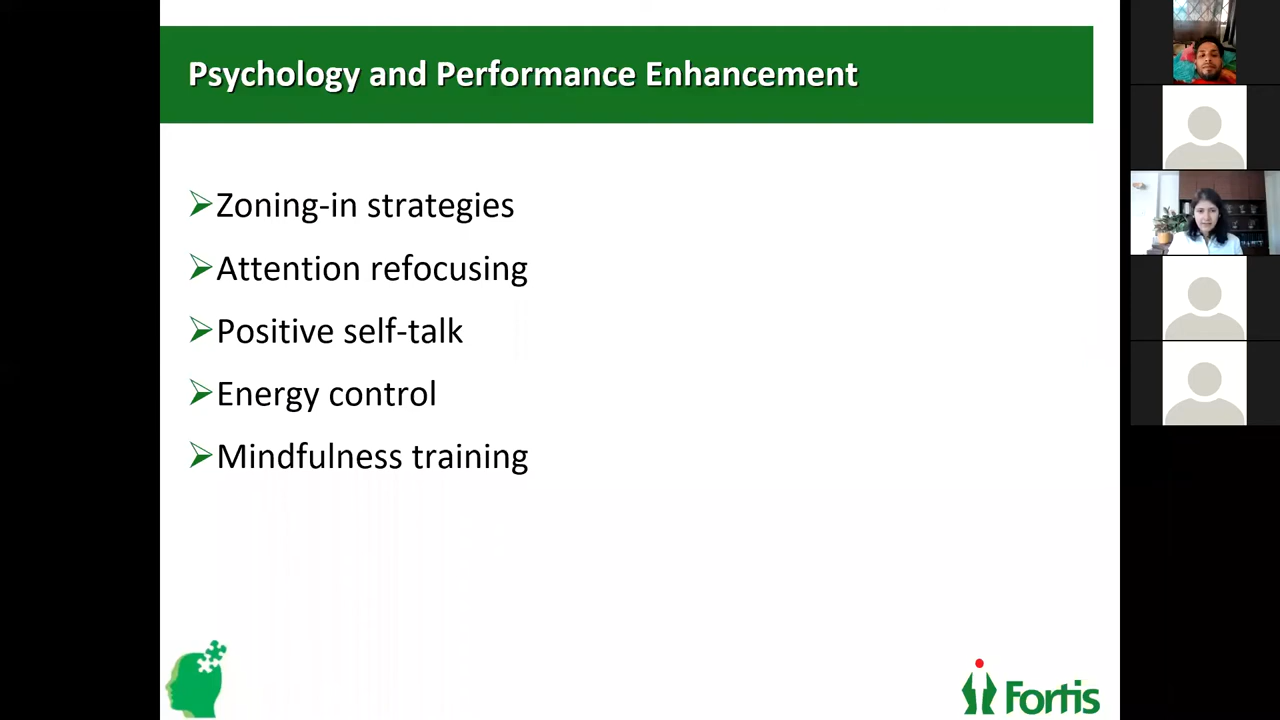 Psychology and Performance Enhancement
Zoning-in strategies
Attention refocusing
Positive self-talk
Energy control
Mindfulness training
Fortis